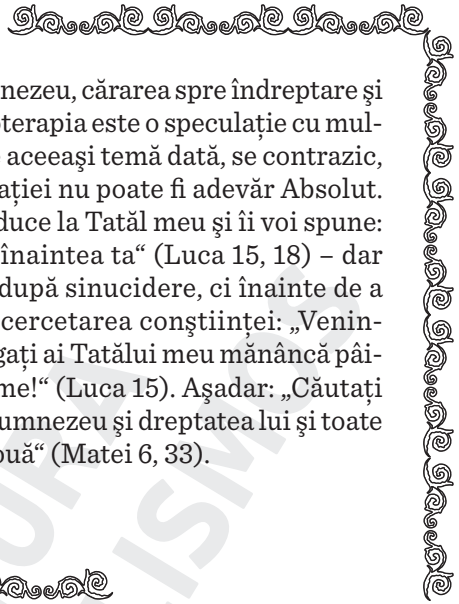 nezeu, cărarea spre îndreptare şi
terapia este o speculaţie cu mul-
aceeaşi temă dată, se contrazic,
aţiei nu poate fi adevăr Absolut.
duce la Tatăl meu şi îi voi spune:
înaintea ta“ (Luca 15, 18) – dar
după sinucidere, ci înainte de a
cercetarea conştiinţei: „Venin-
gaţi ai Tatălui meu mănâncă pâi-
me!“ (Luca 15). Aşadar: „Căutaţi
umnezeu şi dreptatea lui şi toate
ouă“ (Matei 6, 33).
URA
ISMOS